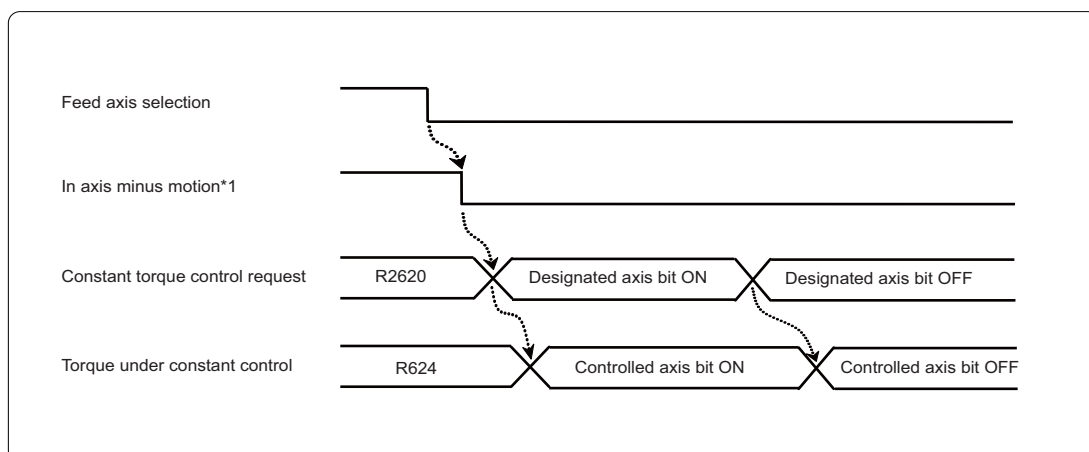 Feed axis selection
In axis minus motion*1
Constant torque control request
R2620
Designated axis bit ON
Designated axis bit OFF
Torque under constant control
R624
Controlled axis bit ON
Controlled axis bit OFF